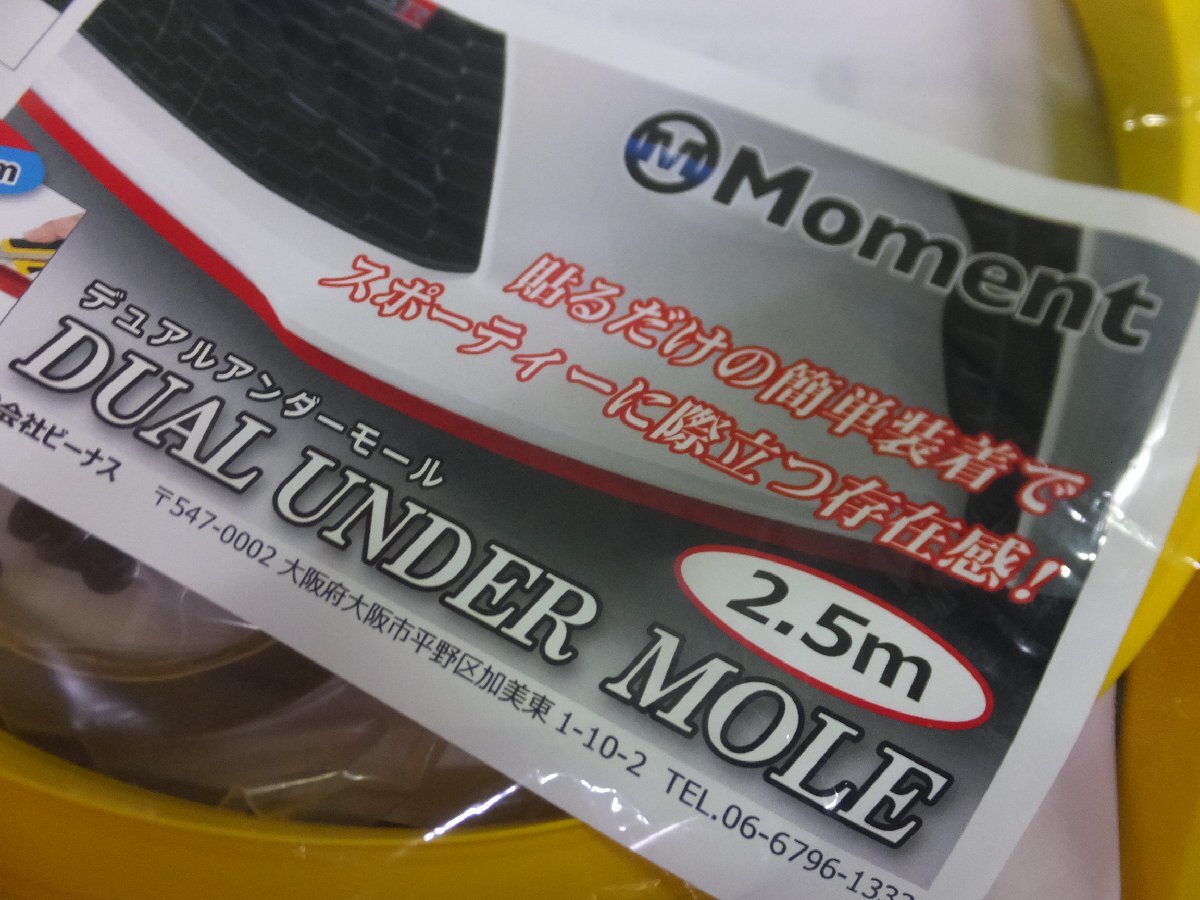 Moment
貼るだけの簡単装着で
スポーティーに際立つ存在感!
デュアルアンダーモール
DUAL UNDER MOLE
2.5m
会社ビーナス 〒547-0002 大阪府大阪市平野区加美東 1-10-2 TEL.06-6796-133